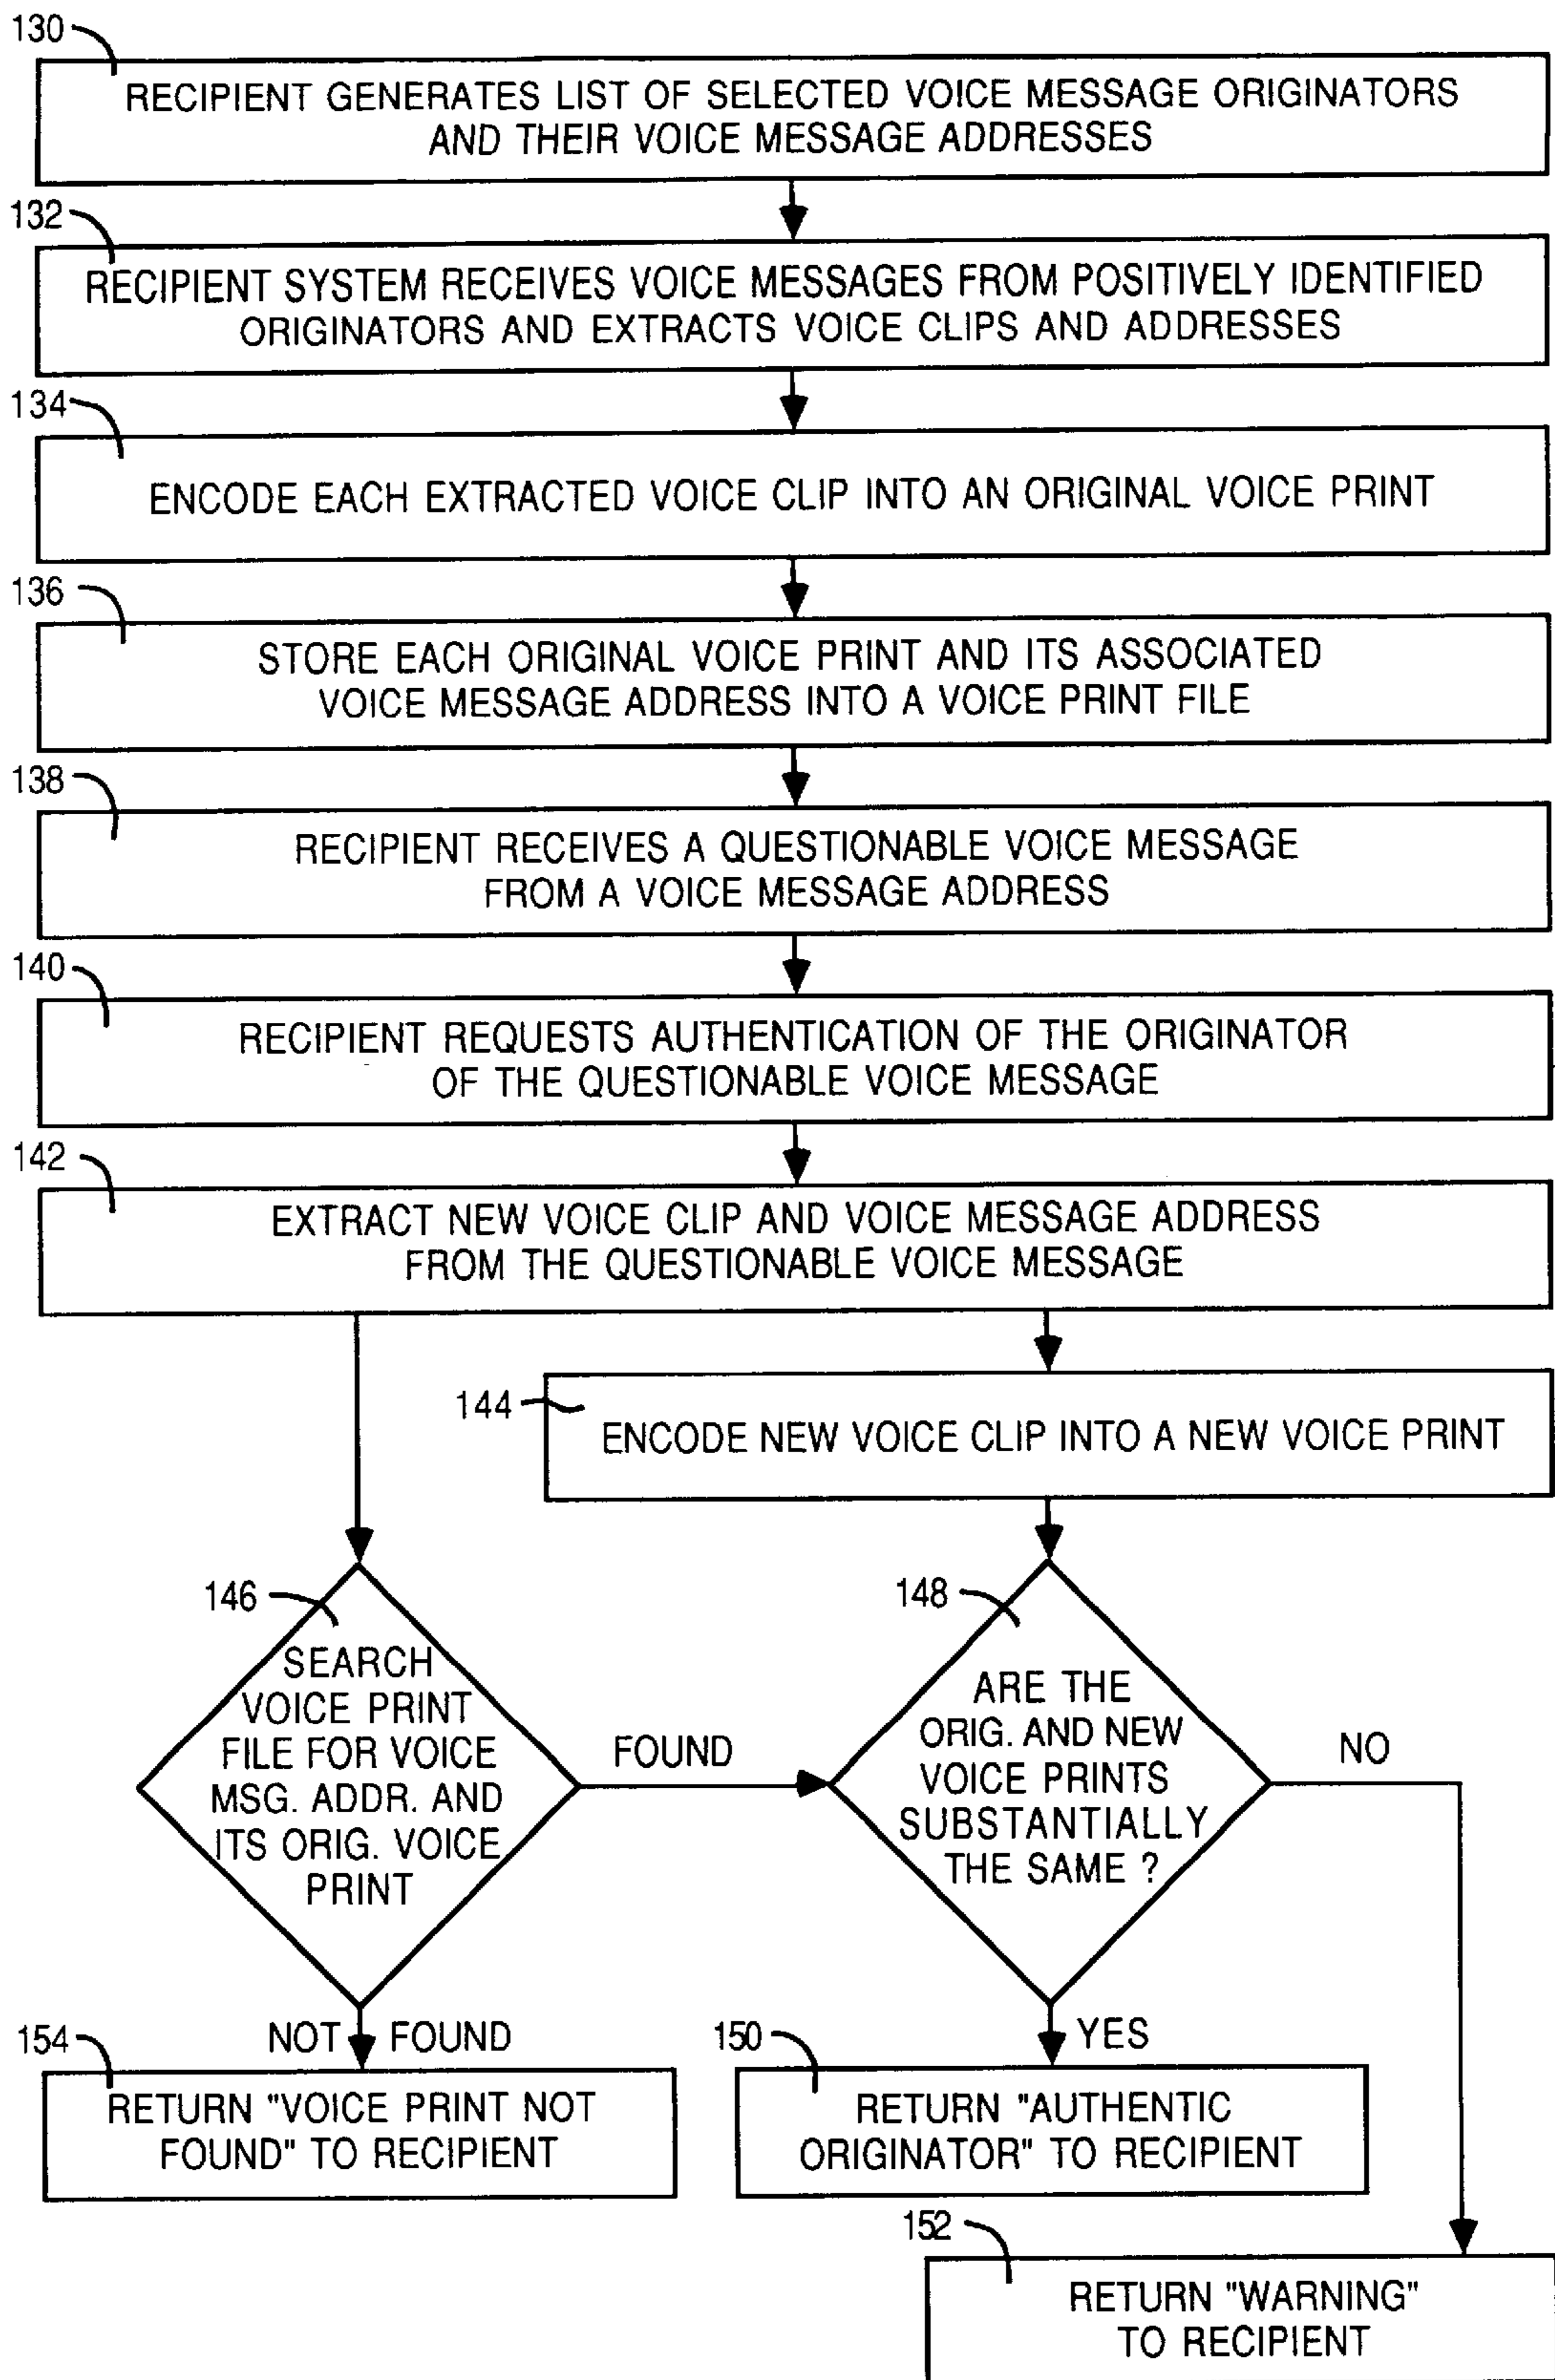 130
RECIPIENT GENERATES LIST OF SELECTED VOICE MESSAGE ORIGINATORS
AND THEIR VOICE MESSAGE ADDRESSES
132
RECIPIENT SYSTEM RECEIVES VOICE MESSAGES FROM POSITIVELY IDENTIFIED
ORIGINATORS AND EXTRACTS VOICE CLIPS AND ADDRESSES
134
ENCODE EACH EXTRACTED VOICE CLIP INTO AN ORIGINAL VOICE PRINT
136
STORE EACH ORIGINAL VOICE PRINT AND ITS ASSOCIATED
VOICE MESSAGE ADDRESS INTO A VOICE PRINT FILE
138
RECIPIENT RECEIVES A QUESTIONABLE VOICE MESSAGE
FROM A VOICE MESSAGE ADDRESS
140
RECIPIENT REQUESTS AUTHENTICATION OF THE ORIGINATOR
OF THE QUESTIONABLE VOICE MESSAGE
142
EXTRACT NEW VOICE CLIP AND VOICE MESSAGE ADDRESS
FROM THE QUESTIONABLE VOICE MESSAGE
144
ENCODE NEW VOICE CLIP INTO A NEW VOICE PRINT
146
SEARCH
VOICE PRINT
FILE FOR VOICE
MSG. ADDR. AND
ITS ORIG. VOICE
PRINT
FOUND
148
ARE THE
ORIG. AND NEW
VOICE PRINTS
SUBSTANTIALLY
THE SAME ?
NO
NOT FOUND
YES
154
RETURN "VOICE PRINT NOT
FOUND" TO RECIPIENT
150
RETURN "AUTHENTIC
ORIGINATOR" TO RECIPIENT
152
RETURN "WARNING"
TO RECIPIENT